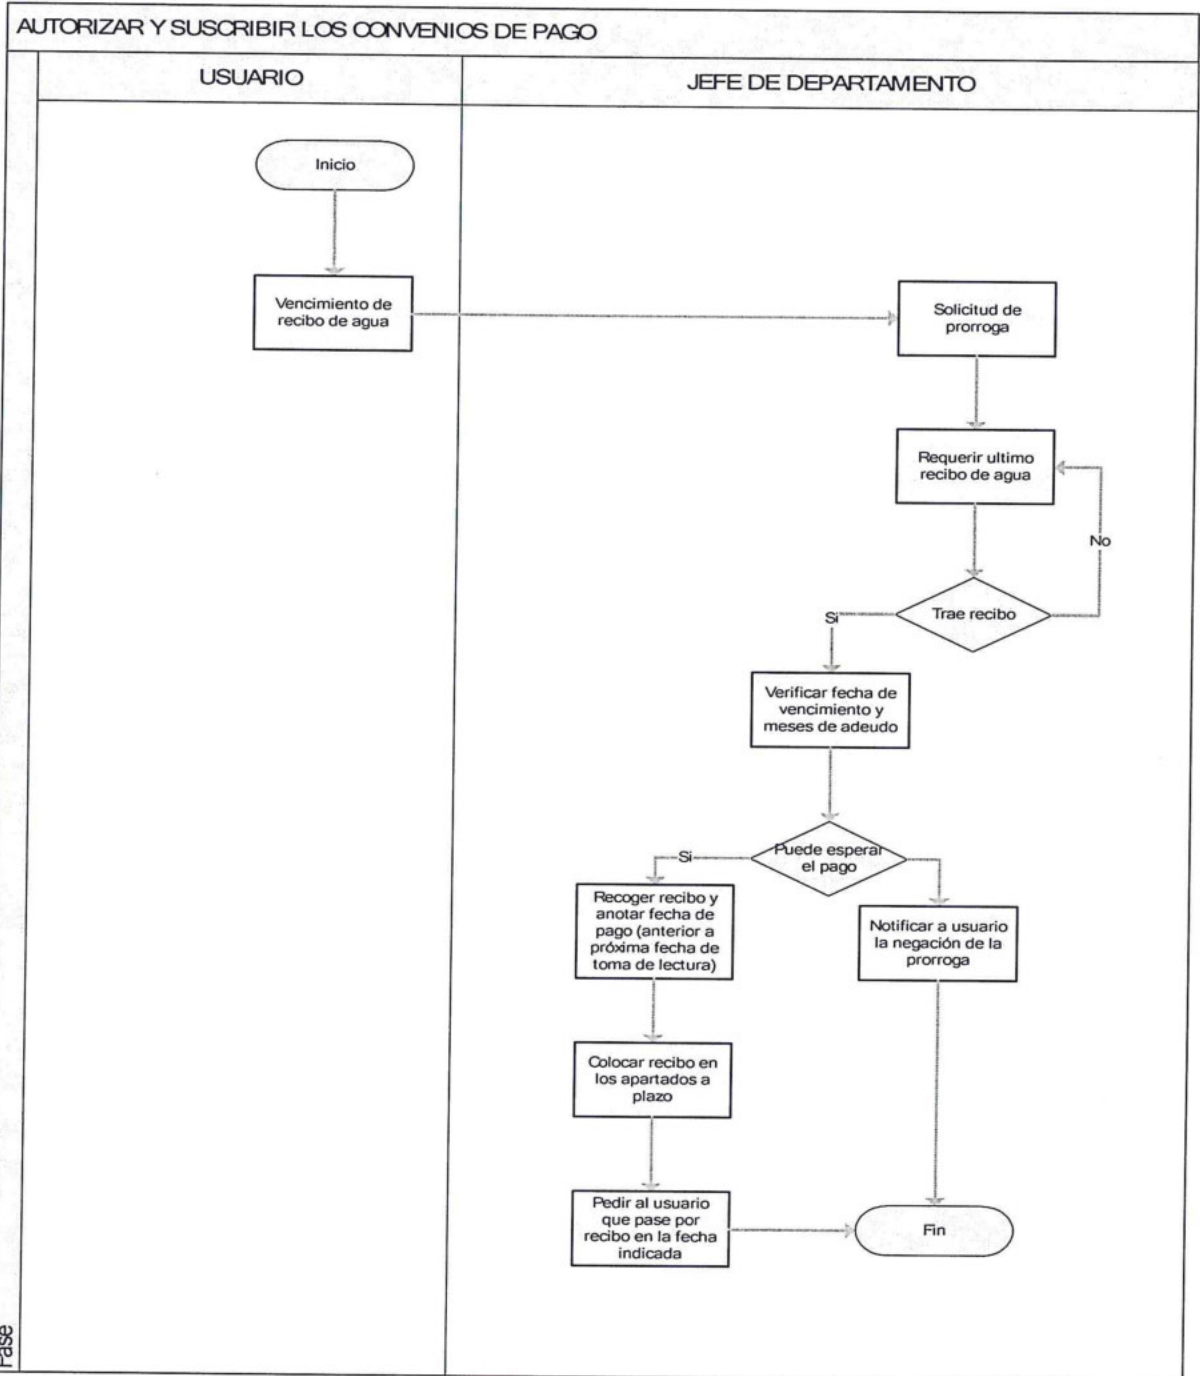 AUTORIZAR Y SUSCRIBIR LOS CONVENIOS DE PAGO
USUARIO
JEFE DE DEPARTAMENTO
Inicio
Vencimiento de
recibo de agua
Solicitud de
prorroga
Requerir ultimo
recibo de agua
No
Trae recibo
Si
Verificar fecha de
vencimiento y
meses de adeudo
Puede esperar
el pago
Si
Recoger recibo y
anotar fecha de
pago (anterior a
próxima fecha de
toma de lectura)
Notificar a usuario
la negación de la
prorroga
Colocar recibo en
los apartados a
plazo
Pedir al usuario
que pase por
recibo en la fecha
indicada
Fin
Fase